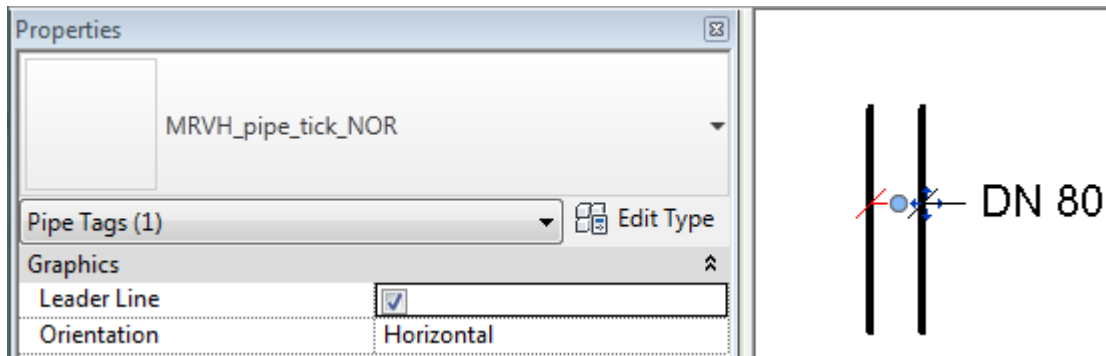 Properties
MRVH_pipe_tick_NOR
Pipe Tags (1)
Edit Type
Graphics
Leader Line
Orientation Horizontal
DN 80